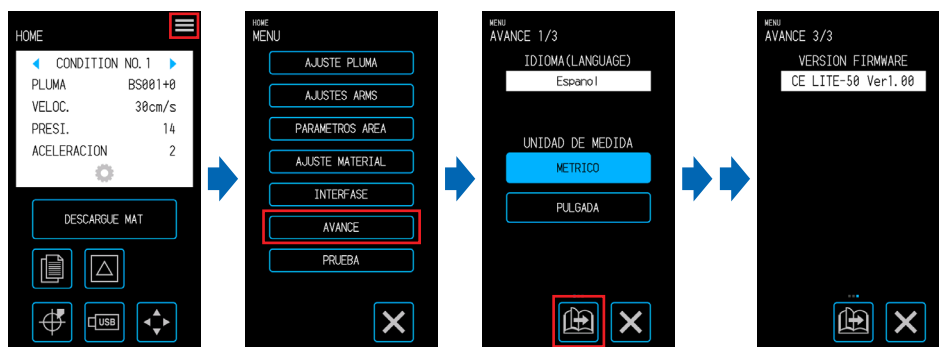 HOME
CONDITION NO.1
PLUMA BS001+0
VELOC. 30cm/s
PRESI. 14
ACELERACION 2
DESCARGUE MAT
USB
HOME
MENU
AJUSTE PLUMA
AJUSTES ARMS
PARAMETROS AREA
AJUSTE MATERIAL
INTERFASE
AVANCE
PRUEBA
MENU
AVANCE 1/3
IDIOMA(LANGUAGE)
Espanol
UNIDAD DE MEDIDA
METRICO
PULGADA
MENU
AVANCE 3/3
VERSION FIRMWARE
CE LITE-50 Ver1.00